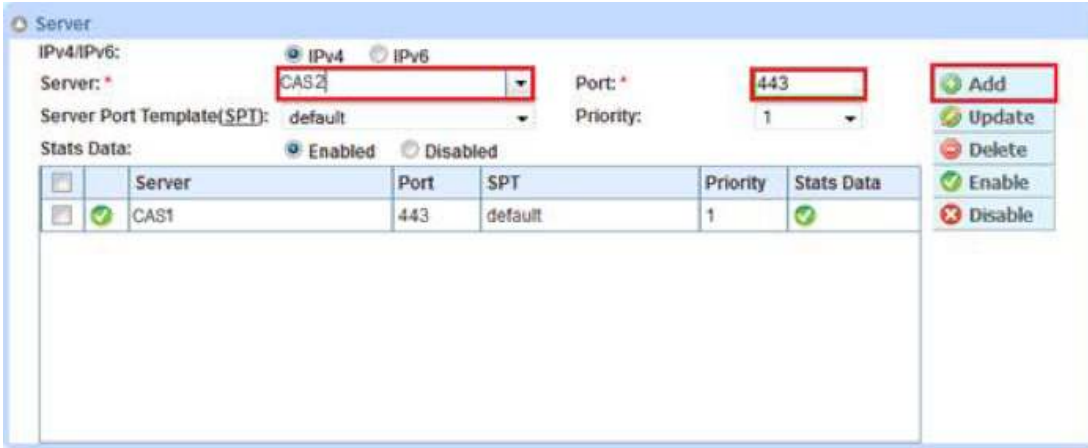 Server
IPv4/IPv6: IPv4 IPv6
Server: * CAS2 Port: * 443 Add
Server Port Template(SPT): default Priority: 1 Update
Stats Data: Enabled Disabled Delete
Server Port SPT Priority Stats Data Enable
CAS1 443 default 1 Disable